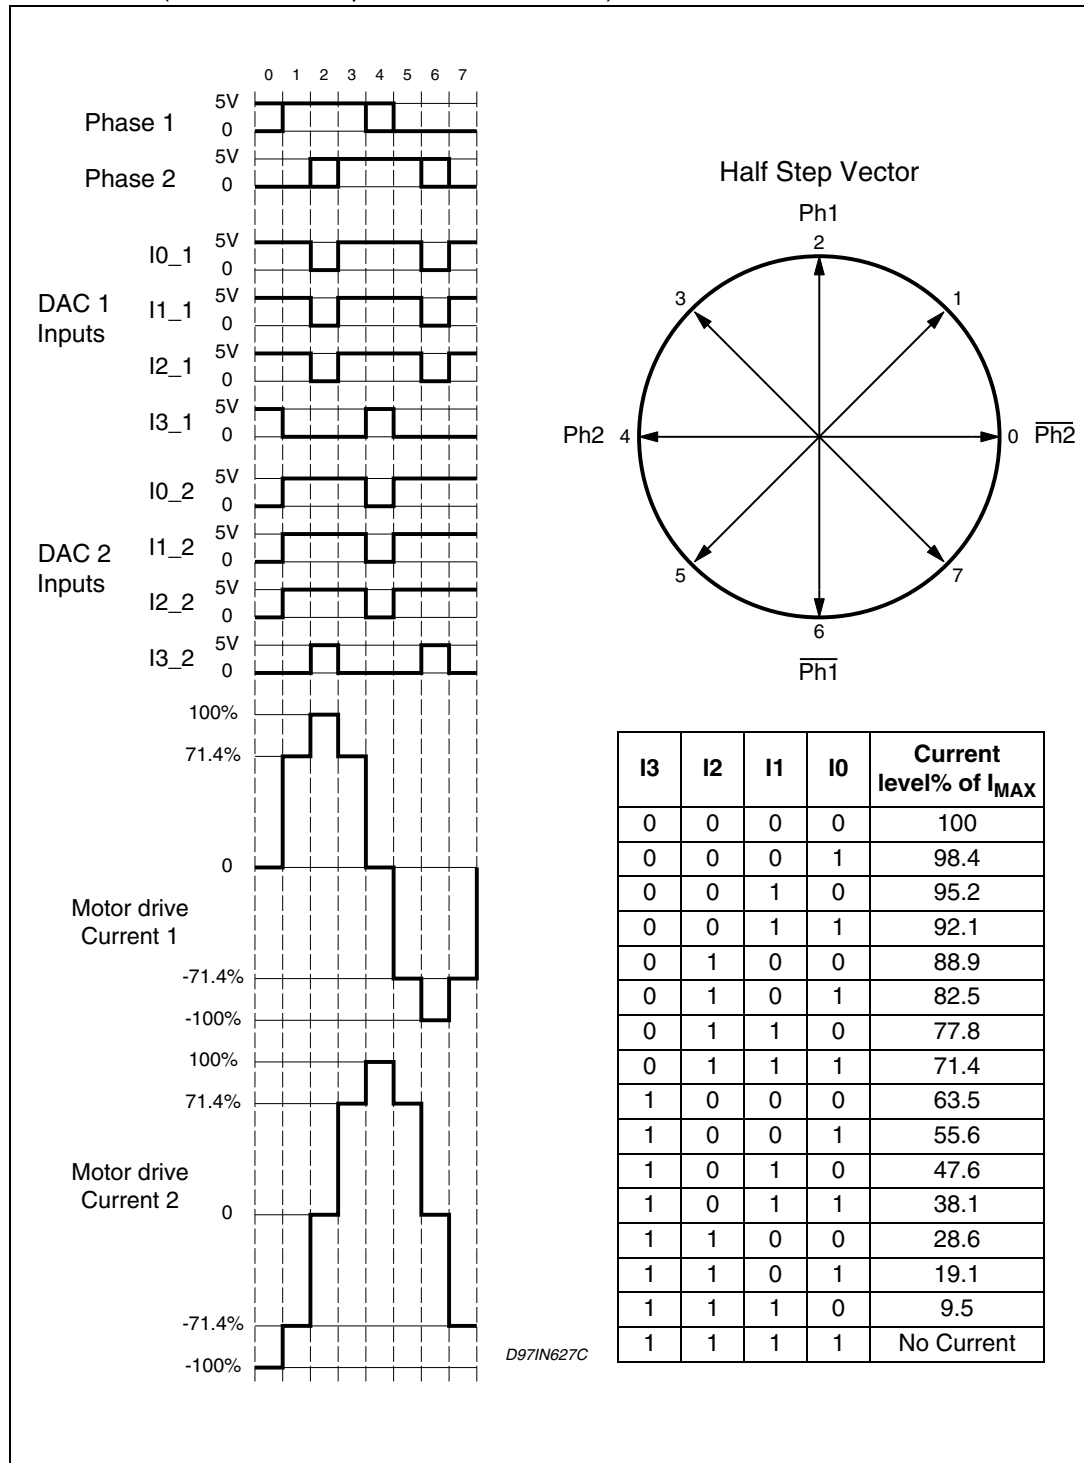 0 1 2 3 4 5 6 7
Phase 1 5V
0
Phase 2 5V
0
DAC 1
Inputs
I0_1 5V
0
I1_1 5V
0
I2_1 5V
0
I3_1 5V
0
DAC 2
Inputs
I0_2 5V
0
I1_2 5V
0
I2_2 5V
0
I3_2 5V
0
100%
71.4%
0
Motor drive
Current 1
-71.4%
-100%
100%
71.4%
Motor drive
Current 2
0
-71.4%
-100%
D97IN627C
Half Step Vector
Ph1
2
3 1
Ph2 4 0 P̅h̅2̅
5 7
6
P̅h̅1̅
I3 I2 I1 I0 Current
level% of IMAX
0 0 0 0 100
0 0 0 1 98.4
0 0 1 0 95.2
0 0 1 1 92.1
0 1 0 0 88.9
0 1 0 1 82.5
0 1 1 0 77.8
0 1 1 1 71.4
1 0 0 0 63.5
1 0 0 1 55.6
1 0 1 0 47.6
1 0 1 1 38.1
1 1 0 0 28.6
1 1 0 1 19.1
1 1 1 0 9.5
1 1 1 1 No Current